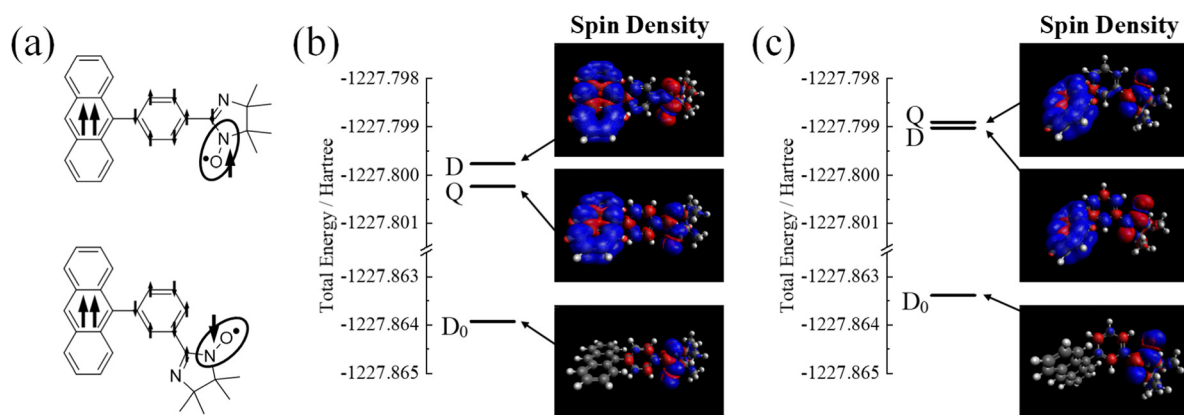 (a)
N
N
•O
O•
N
N
(b)
Spin Density
Total Energy / Hartree
-1227.798
-1227.799
-1227.800
-1227.801
-1227.863
-1227.864
-1227.865
D
Q
D0
(c)
Spin Density
Total Energy / Hartree
-1227.798
-1227.799
-1227.800
-1227.801
-1227.863
-1227.864
-1227.865
Q
D
D0